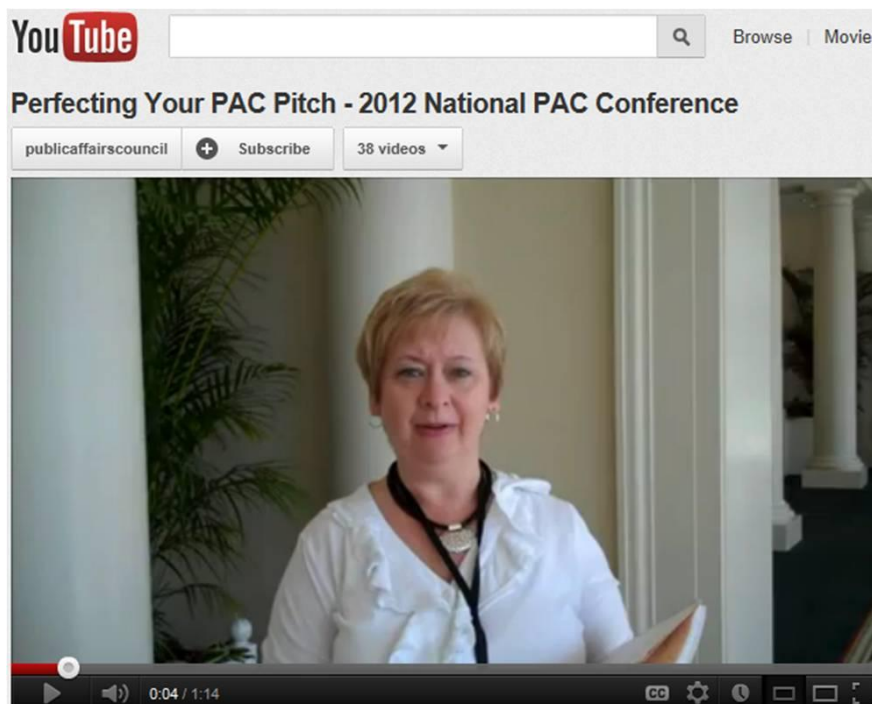 YouTube
Browse Movie
Perfecting Your PAC Pitch - 2012 National PAC Conference
publicaffairscouncil Subscribe 38 videos
0:04 / 1:14 CC